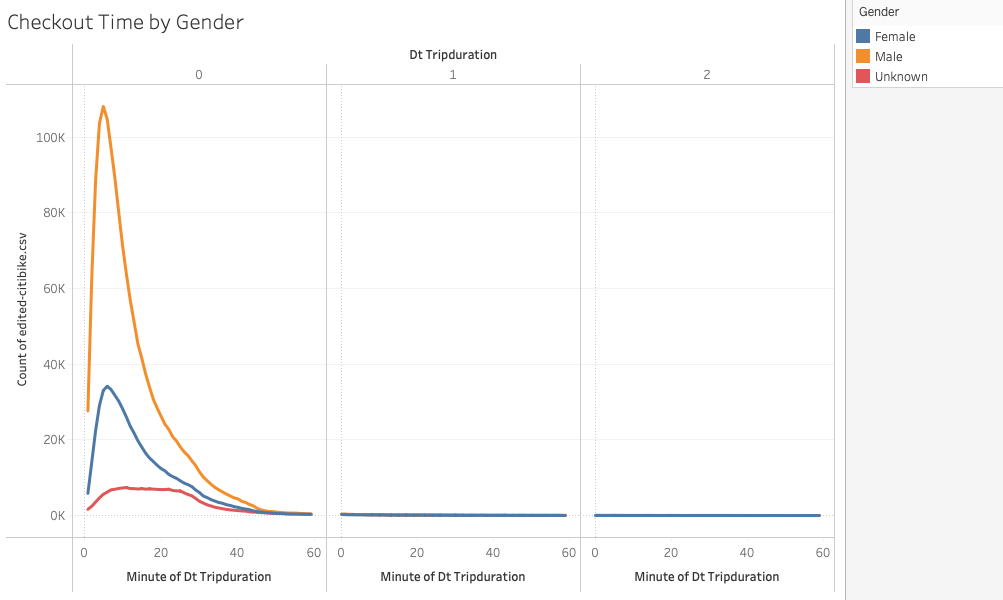 Checkout Time by Gender
Dt Tripduration
0 1 2
Count of edited-citibike.csv
100K
80K
60K
40K
20K
0K
0 20 40 60 0 20 40 60 0 20 40 60
Minute of Dt Tripduration Minute of Dt Tripduration Minute of Dt Tripduration
Gender
Female
Male
Unknown